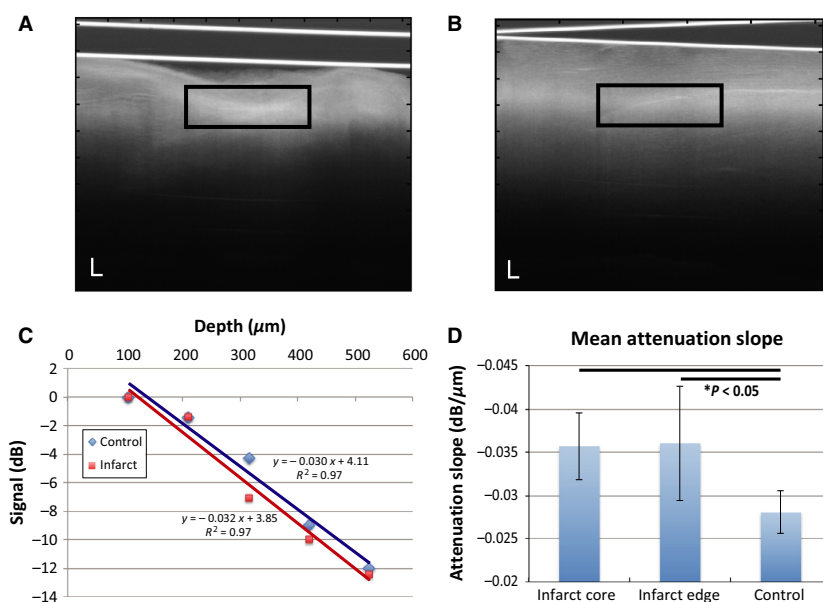 A
B
C
Depth (μm)
0 100 200 300 400 500 600
2
0
−2
−4
−6
−8
−10
−12
−14
Signal (dB)
Control
Infarct
y = − 0.030 x + 4.11
R² = 0.97
y = − 0.032 x + 3.85
R² = 0.97
D
Mean attenuation slope
−0.045
−0.04
−0.035
−0.03
−0.025
−0.02
Attenuation slope (dB/μm)
*P < 0.05
Infarct core Infarct edge Control